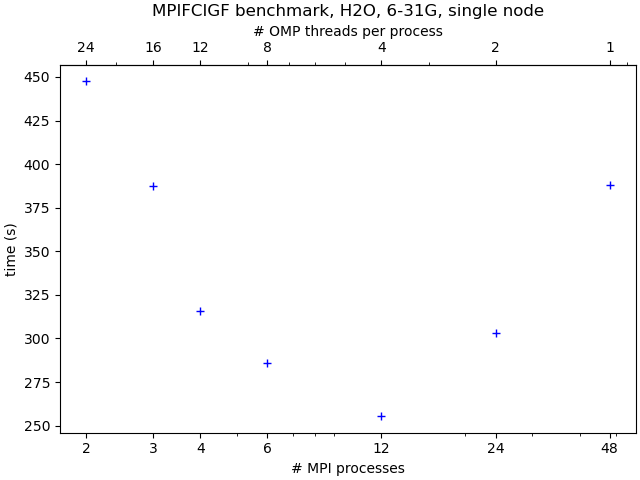 MPIFCIGF benchmark, H2O, 6-31G, single node
# OMP threads per process
24 16 12 8 4 2 1
450
425
400
375
350
325
300
275
250
time (s)
2 3 4 6 12 24 48
# MPI processes